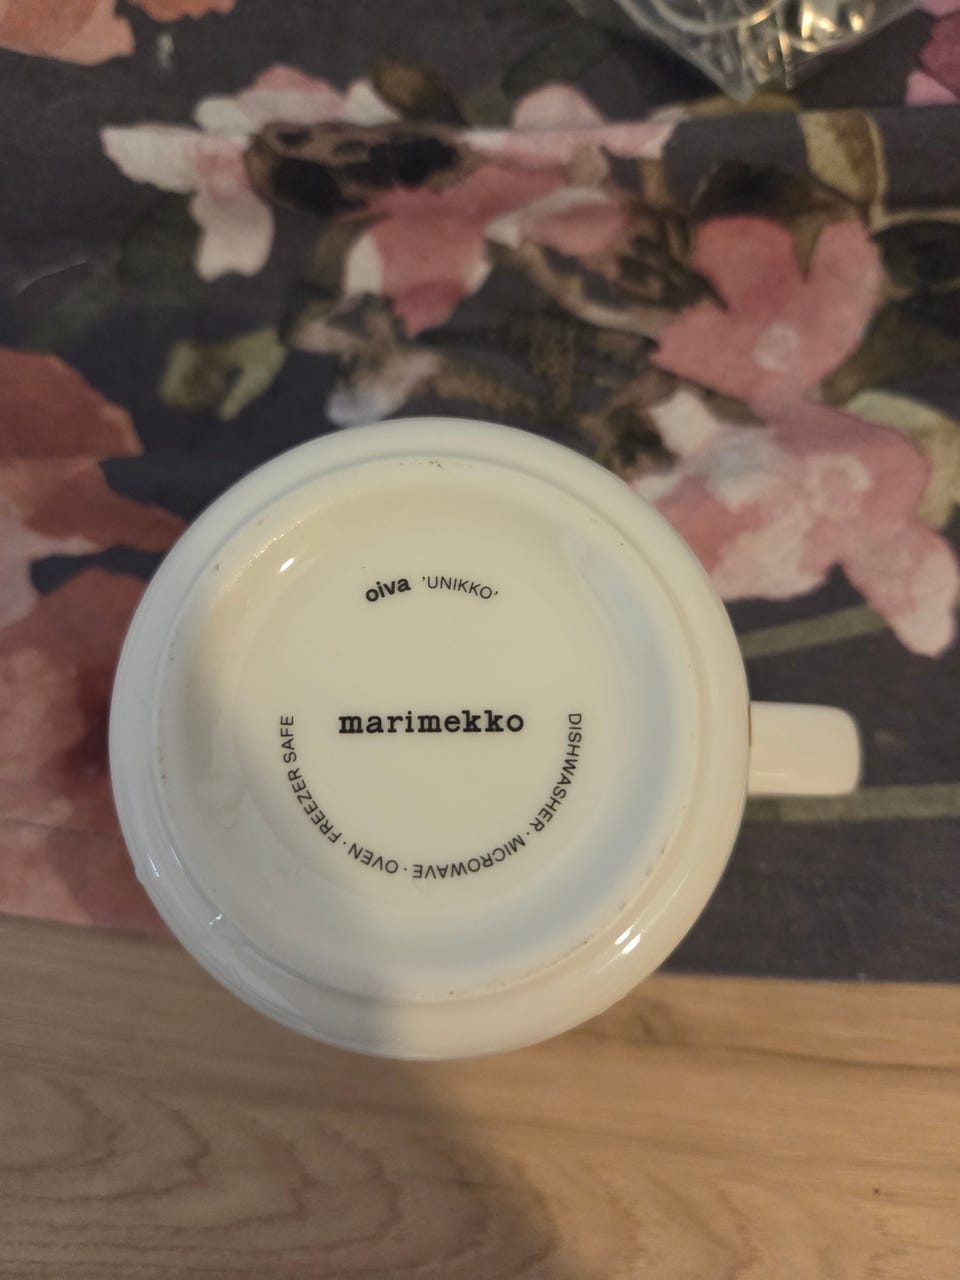 oiva 'UNIKKO'
marimekko
DISHWASHER · MICROWAVE · OVEN · FREEZER SAFE